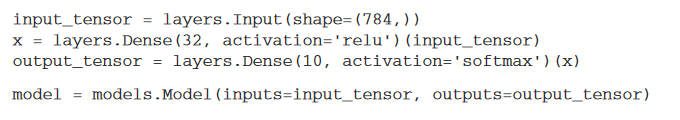 input_tensor = layers.Input(shape=(784,))
x = layers.Dense(32, activation='relu')(input_tensor)
output_tensor = layers.Dense(10, activation='softmax')(x)
model = models.Model(inputs=input_tensor, outputs=output_tensor)